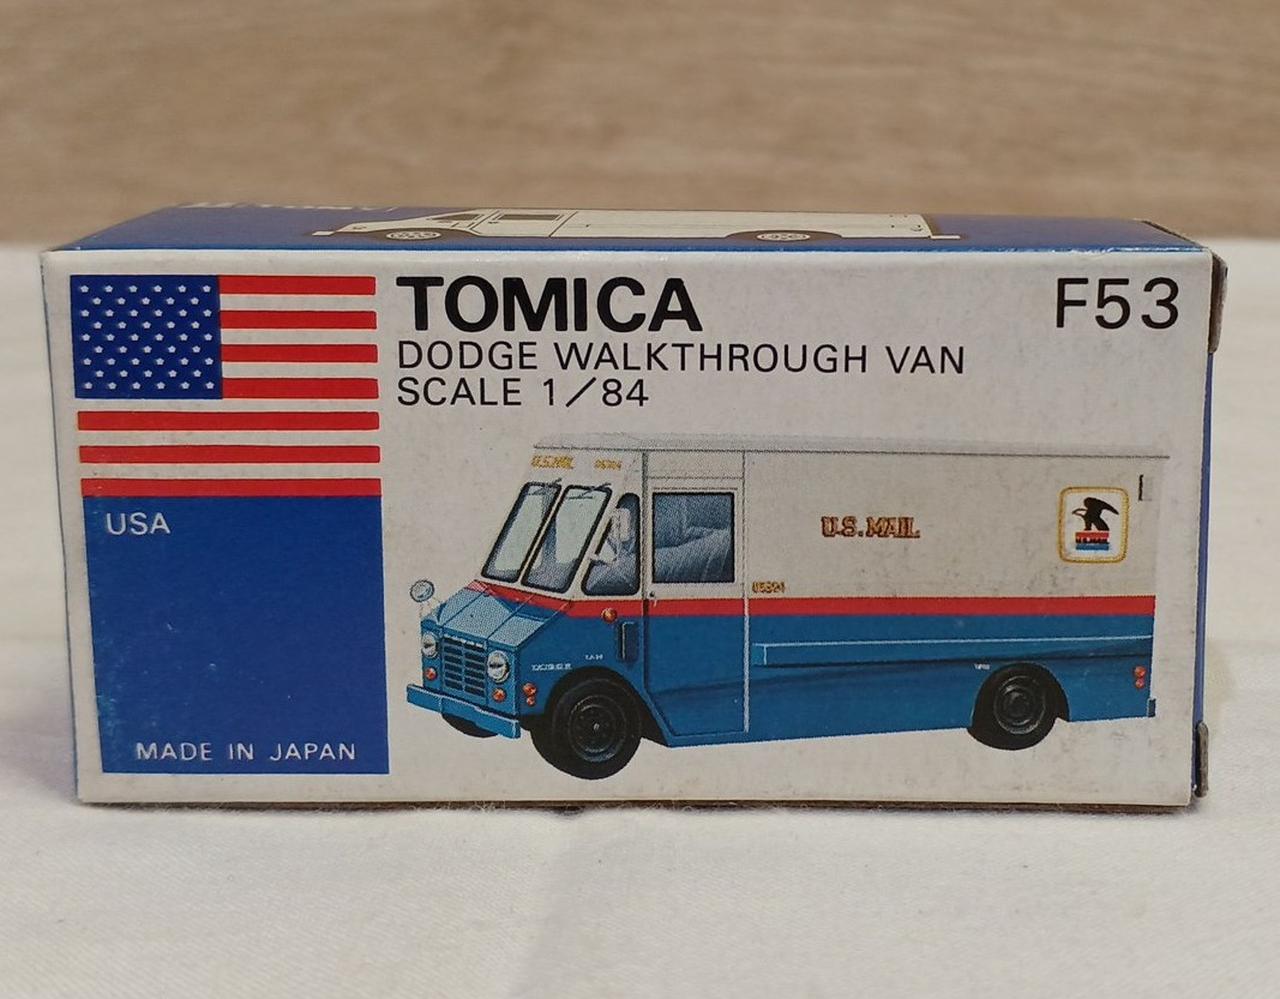 TOMICA
F53
DODGE WALKTHROUGH VAN
SCALE 1/84
USA
MADE IN JAPAN
U.S. MAIL
U.S. MAIL